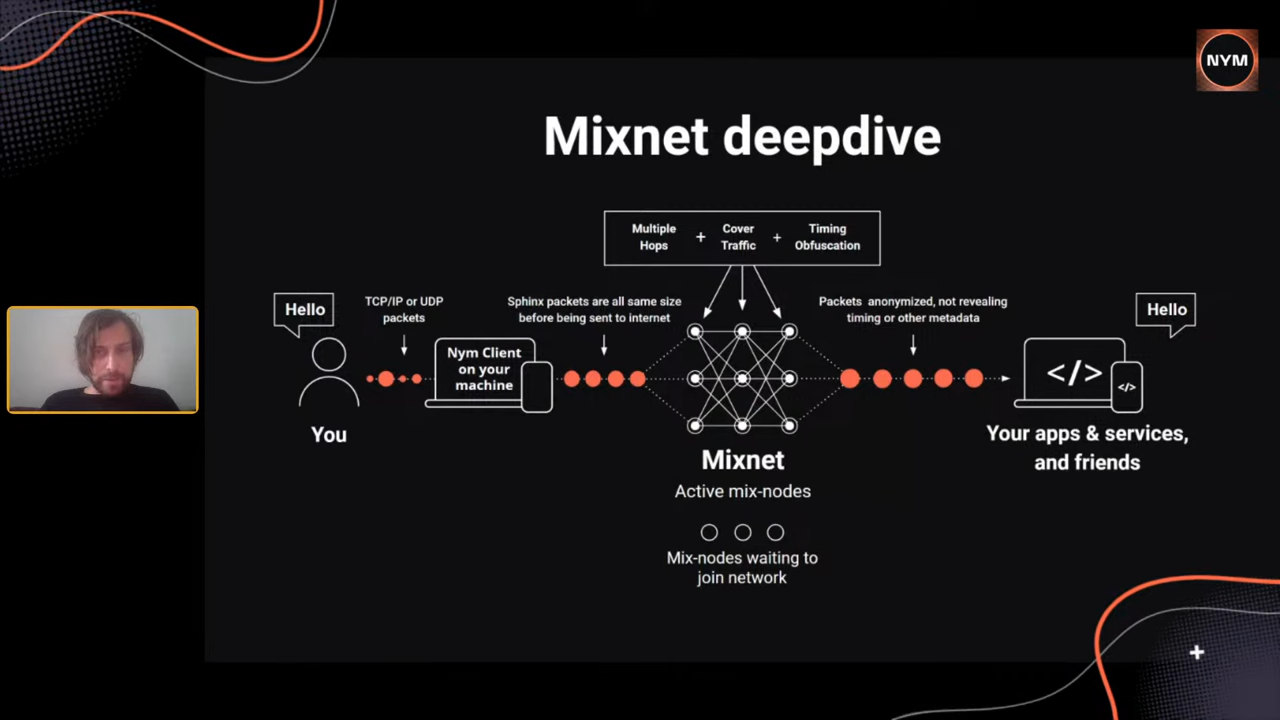 NYM
Mixnet deepdive
Multiple
Hops
+
Cover
Traffic
+
Timing
Obfuscation
Hello
TCP/IP or UDP
packets
Sphinx packets are all same size
before being sent to internet
Packets anonymized, not revealing
timing or other metadata
Hello
Nym Client
on your
machine
</>
</>
You
Mixnet
Active mix-nodes
Your apps & services,
and friends
Mix-nodes waiting to
join network